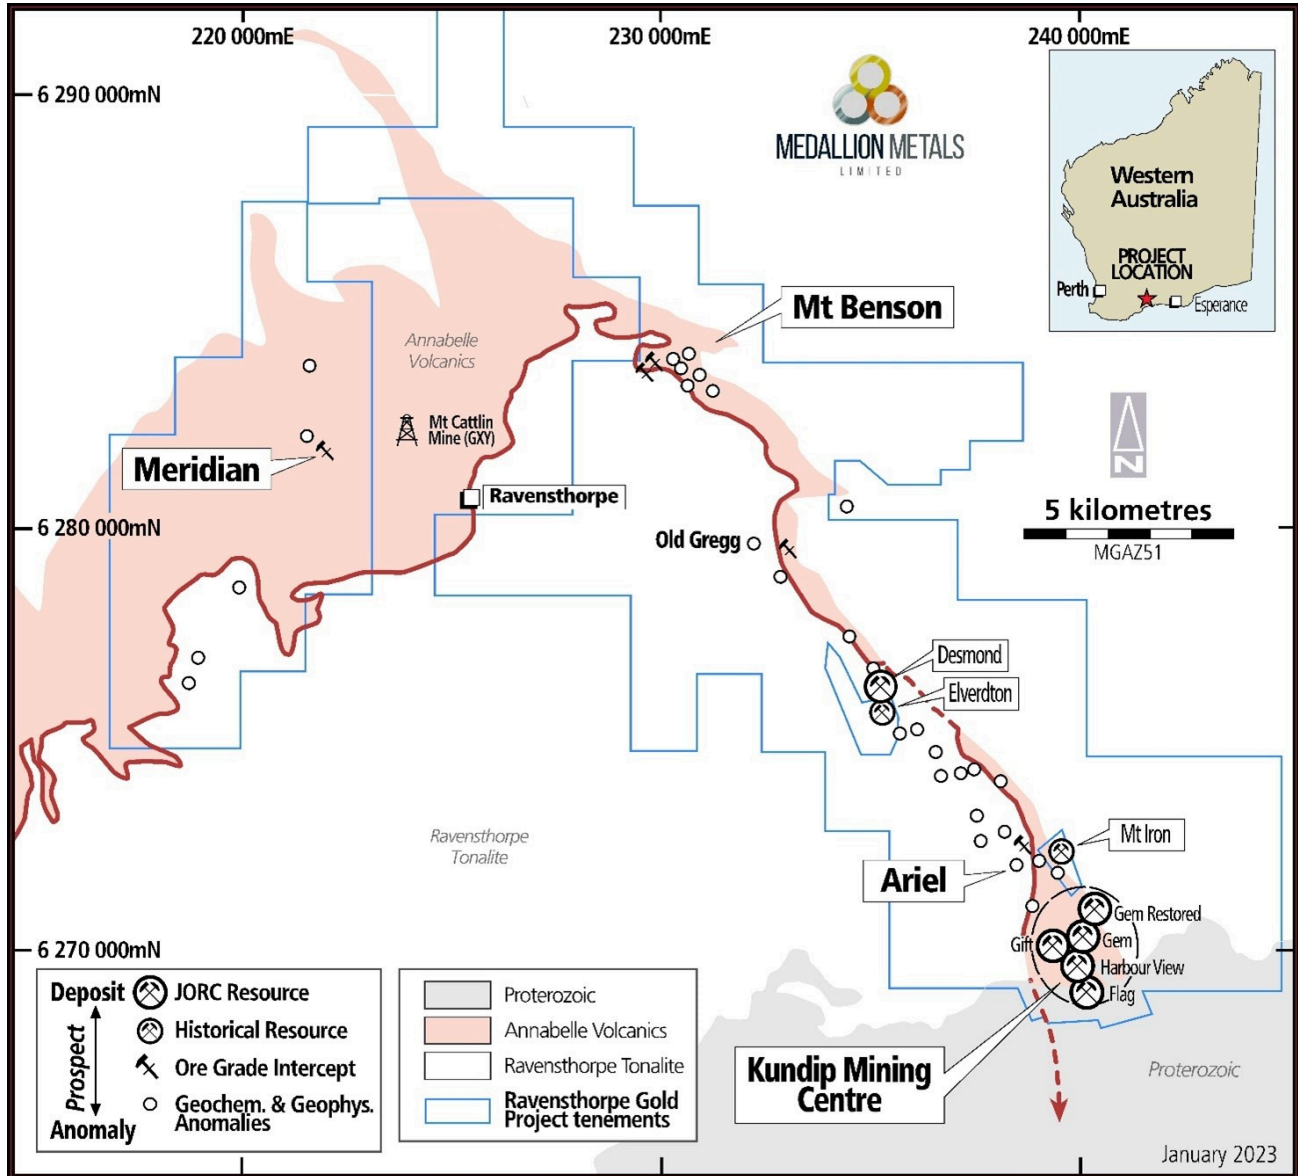 220 000mE
230 000mE
240 000mE
6 290 000mN
MEDALLION METALS
LIMITED
Western
Australia
PROJECT
LOCATION
Perth
Esperance
Mt Benson
Annabelle
Volcanics
Mt Cattlin
Mine (GXY)
Meridian
Ravensthorpe
N
5 kilometres
MGAZ51
6 280 000mN
Old Gregg
Desmond
Elverdton
Ravensthorpe
Tonalite
Mt Iron
Ariel
Gem Restored
Gift
Gem
Harbour View
Flag
6 270 000mN
Deposit
JORC Resource
Historical Resource
Prospect
Ore Grade Intercept
Geochem. & Geophys.
Anomalies
Anomaly
Proterozoic
Annabelle Volcanics
Ravensthorpe Tonalite
Ravensthorpe Gold
Project tenements
Kundip Mining
Centre
Proterozoic
January 2023